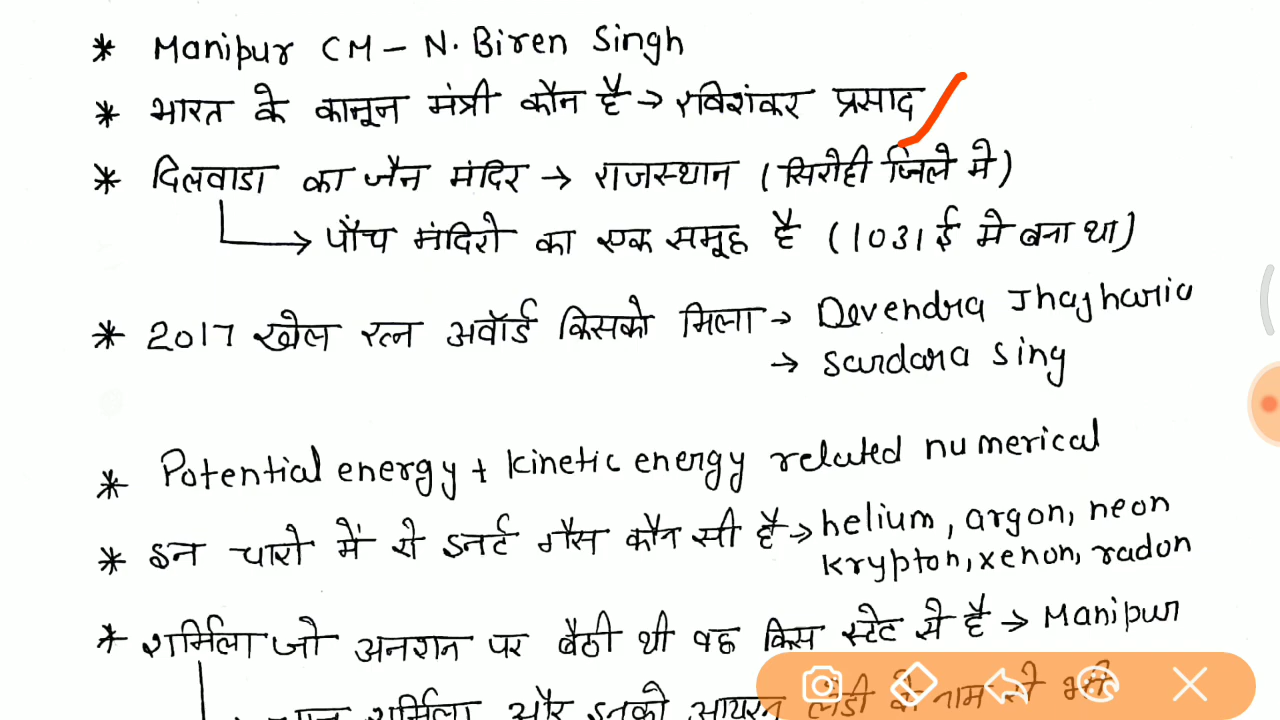 * Manipur CM - N. Biren Singh
* भारत के कानून मंत्री कौन है → रविशंकर प्रसाद
* दिलवाडा का जैन मंदिर → राजस्थान (सिरोही जिले मे)
→ पाँच मंदिरो का एक समूह है (1031 ई मे बना था)
* 2017 खेल रत्न अवॉर्ड किसको मिला → Devendra Jhajharia
→ Sardara Sing
* Potential energy + kinetic energy related numerical
* इन चारो में से इनर्ट गैस कौन सी है → helium, argon, neon
krypton, xenon, radon
* शर्मिला जो अनशन पर बैठी थी वह किस स्टेट से है → Manipur
शर्मिला और इनको आयरन लेडी के नाम से भी